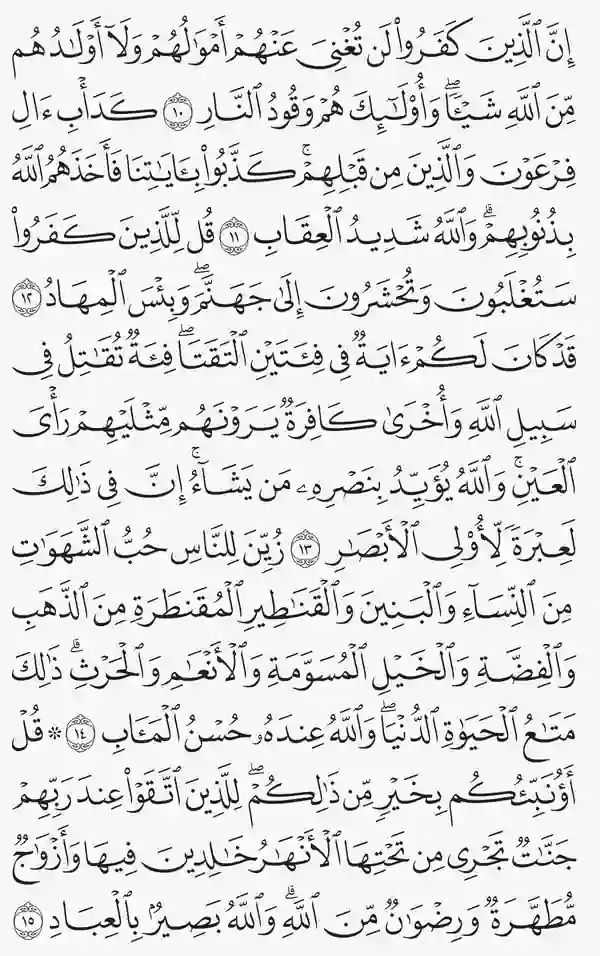 إِنَّ ٱلَّذِينَ كَفَرُوا۟ لَن تُغْنِىَ عَنْهُمْ أَمْوَٰلُهُمْ وَلَآ أَوْلَـٰدُهُم
مِّنَ ٱللَّهِ شَيْـًٔا ۖ وَأُو۟لَـٰٓئِكَ هُمْ وَقُودُ ٱلنَّارِ ١٠ كَدَأْبِ ءَالِ
فِرْعَوْنَ وَٱلَّذِينَ مِن قَبْلِهِمْ ۚ كَذَّبُوا۟ بِـَٔايَـٰتِنَا فَأَخَذَهُمُ ٱللَّهُ
بِذُنُوبِهِمْ ۗ وَٱللَّهُ شَدِيدُ ٱلْعِقَابِ ١١ قُل لِّلَّذِينَ كَفَرُوا۟
سَتُغْلَبُونَ وَتُحْشَرُونَ إِلَىٰ جَهَنَّمَ ۖ وَبِئْسَ ٱلْمِهَادُ ١٢
قَدْ كَانَ لَكُمْ ءَايَةٌ فِى فِئَتَيْنِ ٱلْتَقَتَا ۖ فِئَةٌ تُقَـٰتِلُ فِى
سَبِيلِ ٱللَّهِ وَأُخْرَىٰ كَافِرَةٌ يَرَوْنَهُم مِّثْلَيْهِمْ رَأْىَ
ٱلْعَيْنِ ۚ وَٱللَّهُ يُؤَيِّدُ بِنَصْرِهِۦ مَن يَشَآءُ ۗ إِنَّ فِى ذَٰلِكَ
لَعِبْرَةً لِّأُو۟لِى ٱلْأَبْصَـٰرِ ١٣ زُيِّنَ لِلنَّاسِ حُبُّ ٱلشَّهَوَٰتِ
مِنَ ٱلنِّسَآءِ وَٱلْبَنِينَ وَٱلْقَنَـٰطِيرِ ٱلْمُقَنطَرَةِ مِنَ ٱلذَّهَبِ
وَٱلْفِضَّةِ وَٱلْخَيْلِ ٱلْمُسَوَّمَةِ وَٱلْأَنْعَـٰمِ وَٱلْحَرْثِ ۗ ذَٰلِكَ
مَتَـٰعُ ٱلْحَيَوٰةِ ٱلدُّنْيَا ۖ وَٱللَّهُ عِندَهُۥ حُسْنُ ٱلْمَـَٔابِ ١٤ ۞ قُلْ
أَؤُنَبِّئُكُم بِخَيْرٍ مِّن ذَٰلِكُمْ ۚ لِلَّذِينَ ٱتَّقَوْا۟ عِندَ رَبِّهِمْ
جَنَّـٰتٌ تَجْرِى مِن تَحْتِهَا ٱلْأَنْهَـٰرُ خَـٰلِدِينَ فِيهَا وَأَزْوَٰجٌ
مُّطَهَّرَةٌ وَرِضْوَٰنٌ مِّنَ ٱللَّهِ ۗ وَٱللَّهُ بَصِيرٌۢ بِٱلْعِبَادِ ١٥